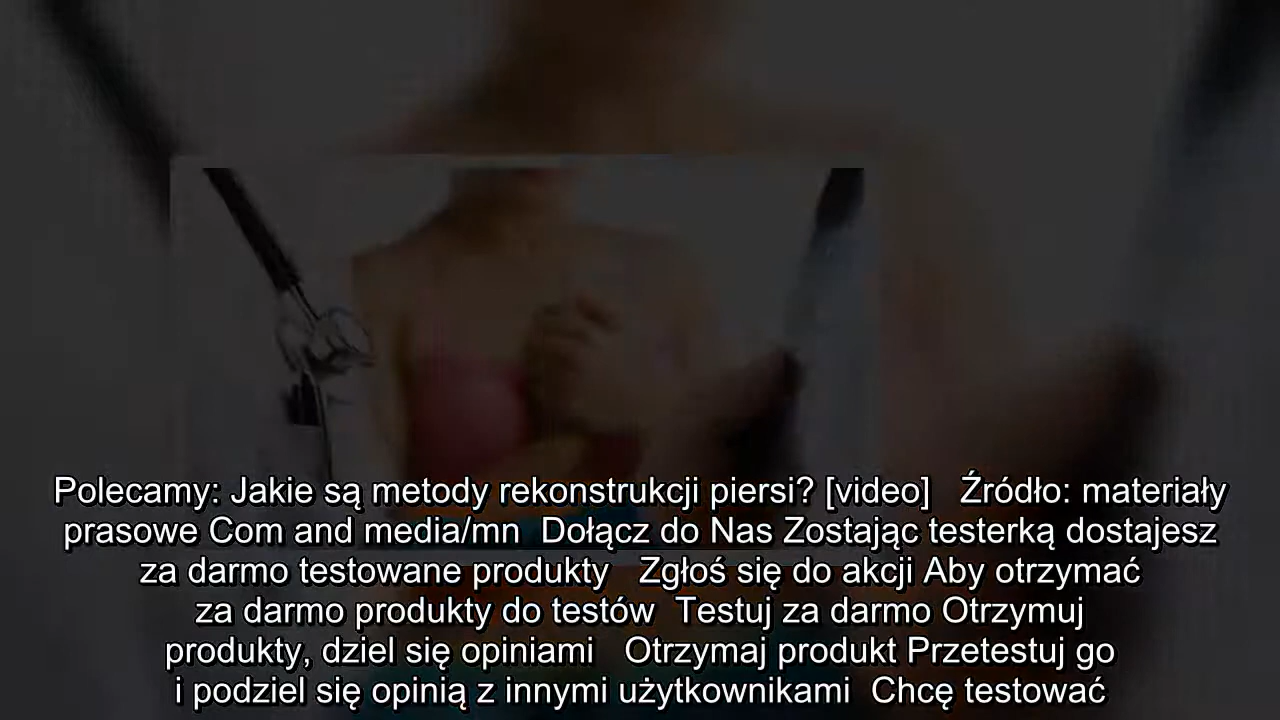 Polecamy: Jakie są metody rekonstrukcji piersi? [video]   Źródło: materiały
prasowe Com and media/mn  Dołącz do Nas Zostając testerką dostajesz
za darmo testowane produkty   Zgłoś się do akcji Aby otrzymać
za darmo produkty do testów  Testuj za darmo Otrzymuj
produkty, dziel się opiniami   Otrzymaj produkt Przetestuj go
i podziel się opinią z innymi użytkownikami  Chcę testować